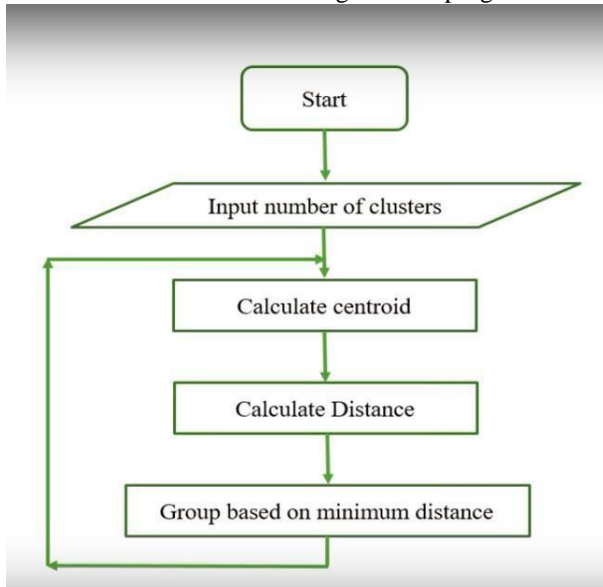 Start
Input number of clusters
Calculate centroid
Calculate Distance
Group based on minimum distance